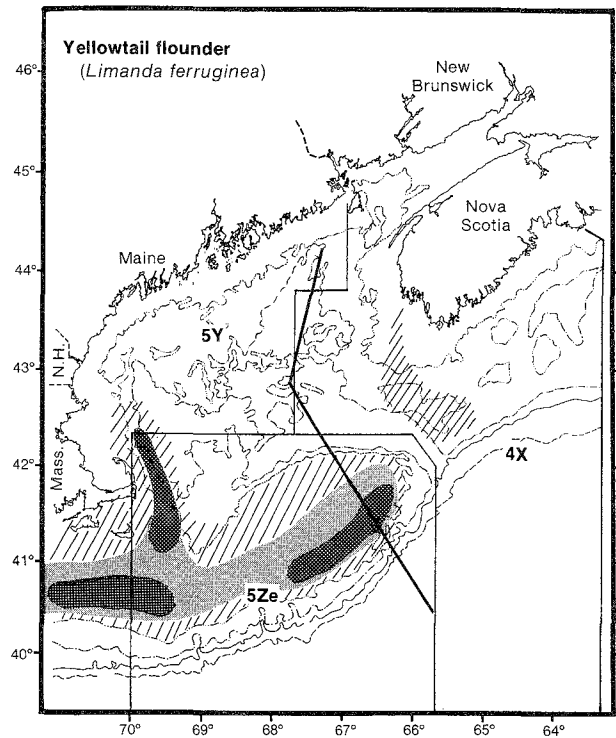 Yellowtail flounder
(Limanda ferruginea)
46°
New
Brunswick
45°
Nova
Scotia
Maine
44°
5Y
N.H.
43°
Mass.
42°
4X
41°
5Ze
40°
70°
69°
68°
67°
66°
65°
64°